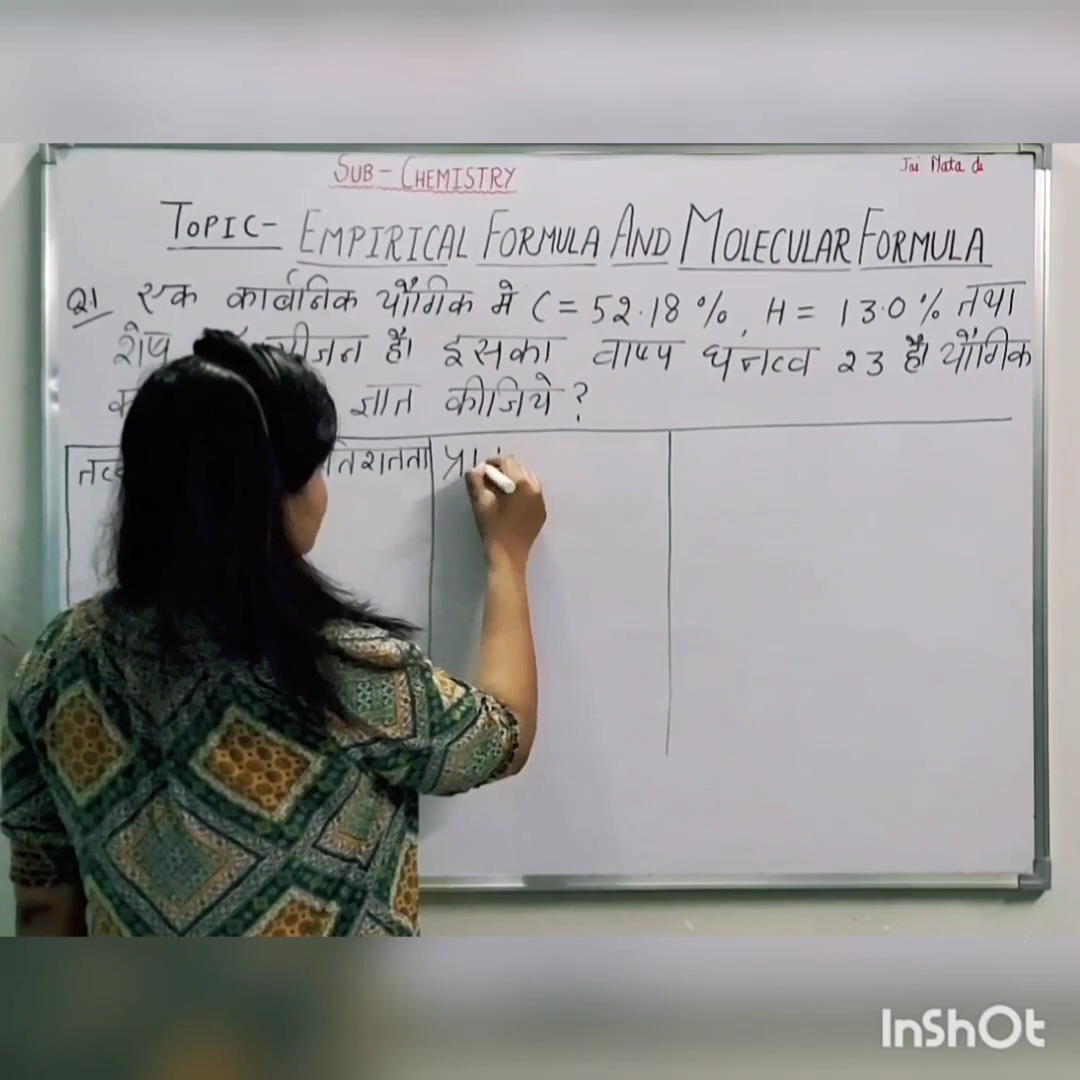 SUB - CHEMISTRY
Jai Mata di
TOPIC- EMPIRICAL FORMULA AND MOLECULAR FORMULA
Q1 एक कार्बनिक यौगिक मे C = 52.18 %, H = 13.0 % तथा
शेष है। इसका वाष्प घनत्व 23 है। यौगिक
ज्ञात कीजिये ?
InShOt